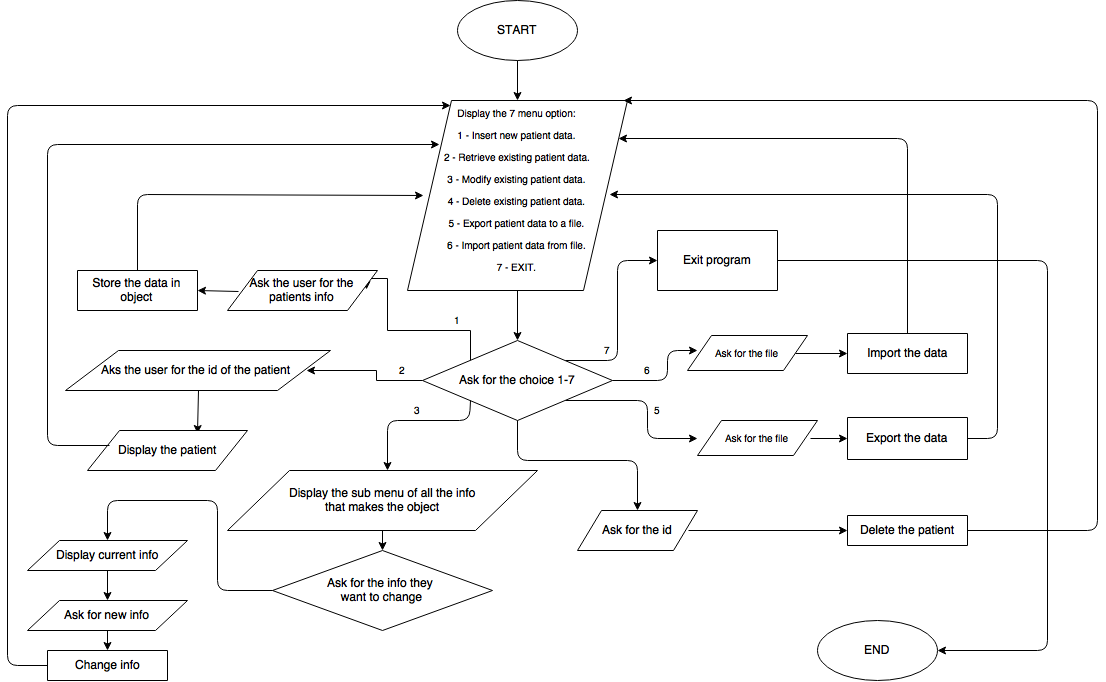 START
Display the 7 menu option:
1 - Insert new patient data.
2 - Retrieve existing patient data.
3 - Modify existing patient data.
4 - Delete existing patient data.
5 - Export patient data to a file.
6 - Import patient data from file.
7 - EXIT.
Exit program
Store the data in
object
Ask the user for the
patients info
1
7
Ask for the file
Import the data
6
Aks the user for the id of the patient
2
Ask for the choice 1-7
3
5
Ask for the file
Export the data
Display the patient
Display the sub menu of all the info
that makes the object
Ask for the id
Delete the patient
Display current info
Ask for the info they
want to change
Ask for new info
Change info
END